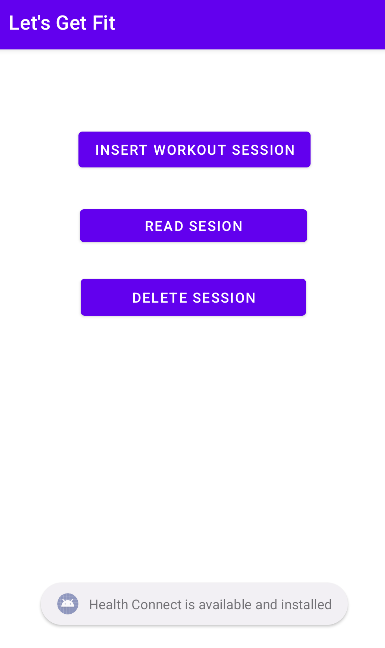 Let's Get Fit
INSERT WORKOUT SESSION
READ SESION
DELETE SESSION
Health Connect is available and installed